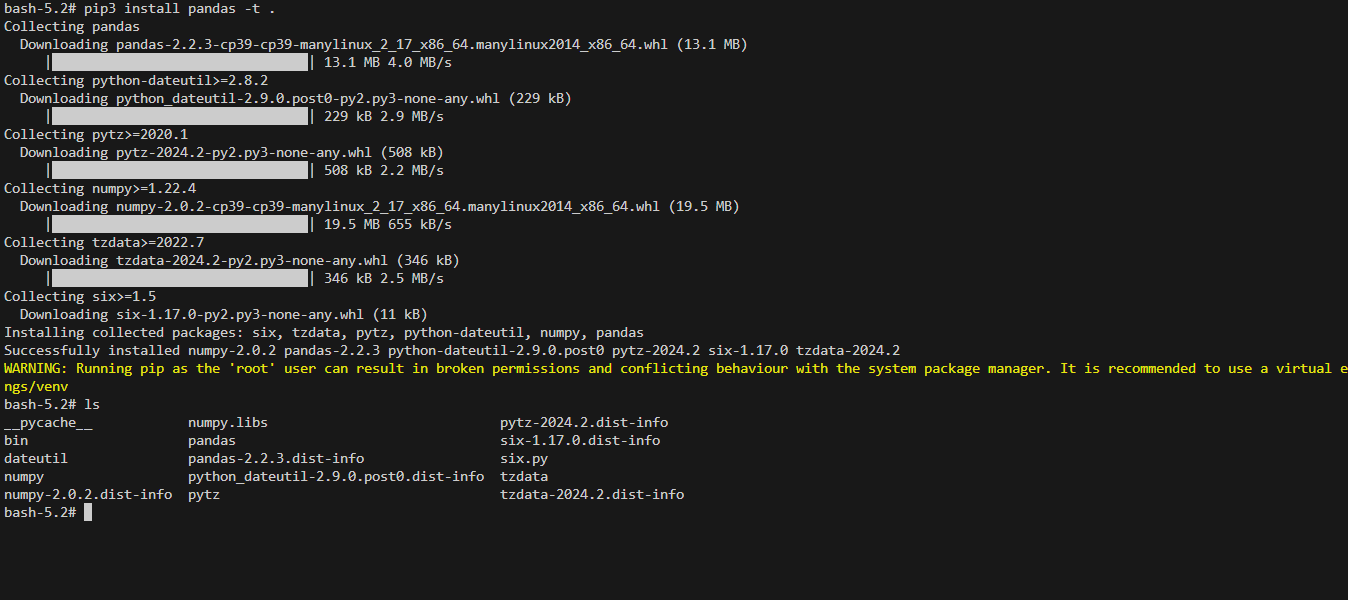 bash-5.2# pip3 install pandas -t .
Collecting pandas
  Downloading pandas-2.2.3-cp39-cp39-manylinux_2_17_x86_64.manylinux2014_x86_64.whl (13.1 MB)
     |████████████████████████████████| 13.1 MB 4.0 MB/s
Collecting python-dateutil>=2.8.2
  Downloading python_dateutil-2.9.0.post0-py2.py3-none-any.whl (229 kB)
     |████████████████████████████████| 229 kB 2.9 MB/s
Collecting pytz>=2020.1
  Downloading pytz-2024.2-py2.py3-none-any.whl (508 kB)
     |████████████████████████████████| 508 kB 2.2 MB/s
Collecting numpy>=1.22.4
  Downloading numpy-2.0.2-cp39-cp39-manylinux_2_17_x86_64.manylinux2014_x86_64.whl (19.5 MB)
     |████████████████████████████████| 19.5 MB 655 kB/s
Collecting tzdata>=2022.7
  Downloading tzdata-2024.2-py2.py3-none-any.whl (346 kB)
     |████████████████████████████████| 346 kB 2.5 MB/s
Collecting six>=1.5
  Downloading six-1.17.0-py2.py3-none-any.whl (11 kB)
Installing collected packages: six, tzdata, pytz, python-dateutil, numpy, pandas
Successfully installed numpy-2.0.2 pandas-2.2.3 python-dateutil-2.9.0.post0 pytz-2024.2 six-1.17.0 tzdata-2024.2
WARNING: Running pip as the 'root' user can result in broken permissions and conflicting behaviour with the system package manager. It is recommended to use a virtual e
ngs/venv
bash-5.2# ls
__pycache__            numpy.libs                             pytz-2024.2.dist-info
bin                    pandas                                 six-1.17.0.dist-info
dateutil               pandas-2.2.3.dist-info                 six.py
numpy                  python_dateutil-2.9.0.post0.dist-info  tzdata
numpy-2.0.2.dist-info  pytz                                   tzdata-2024.2.dist-info
bash-5.2#